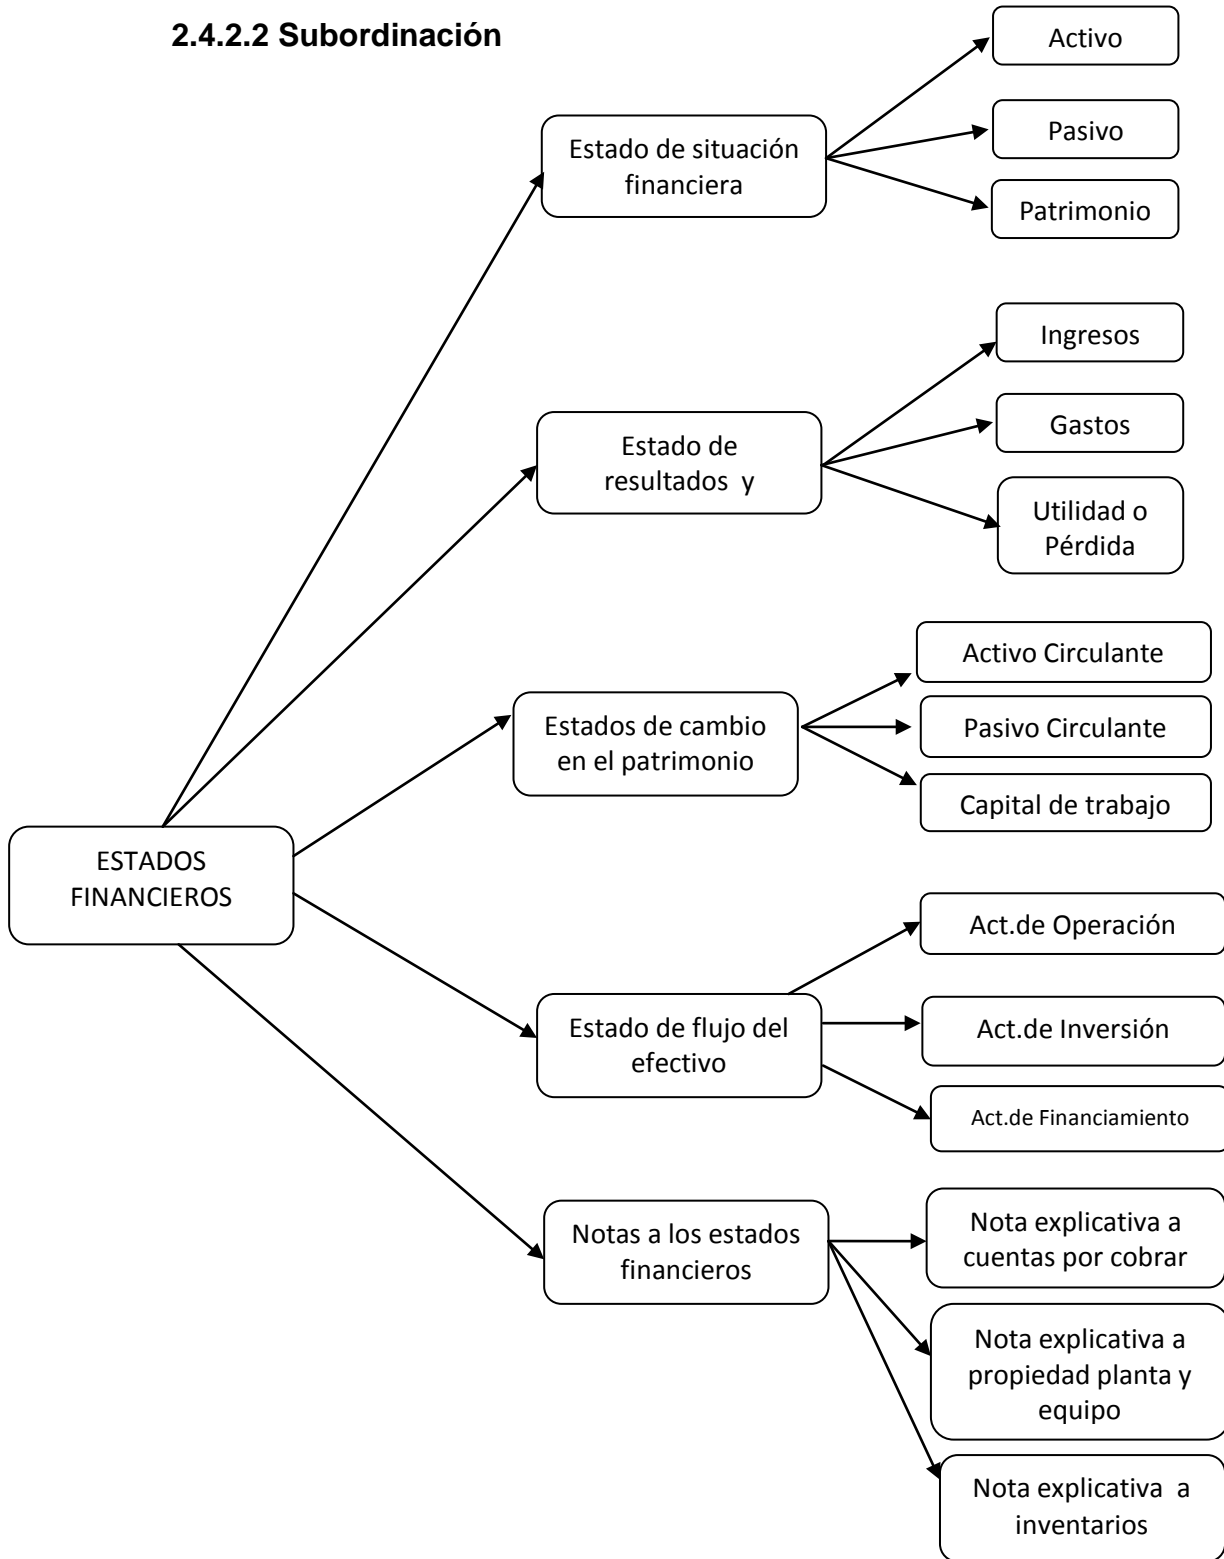 2.4.2.2 Subordinación
Activo
Pasivo
Patrimonio
Estado de situación
financiera
Ingresos
Gastos
Utilidad o
Pérdida
Estado de
resultados y
Activo Circulante
Pasivo Circulante
Capital de trabajo
Estados de cambio
en el patrimonio
ESTADOS
FINANCIEROS
Act.de Operación
Act.de Inversión
Act.de Financiamiento
Estado de flujo del
efectivo
Notas a los estados
financieros
Nota explicativa a
cuentas por cobrar
Nota explicativa a
propiedad planta y
equipo
Nota explicativa a
inventarios